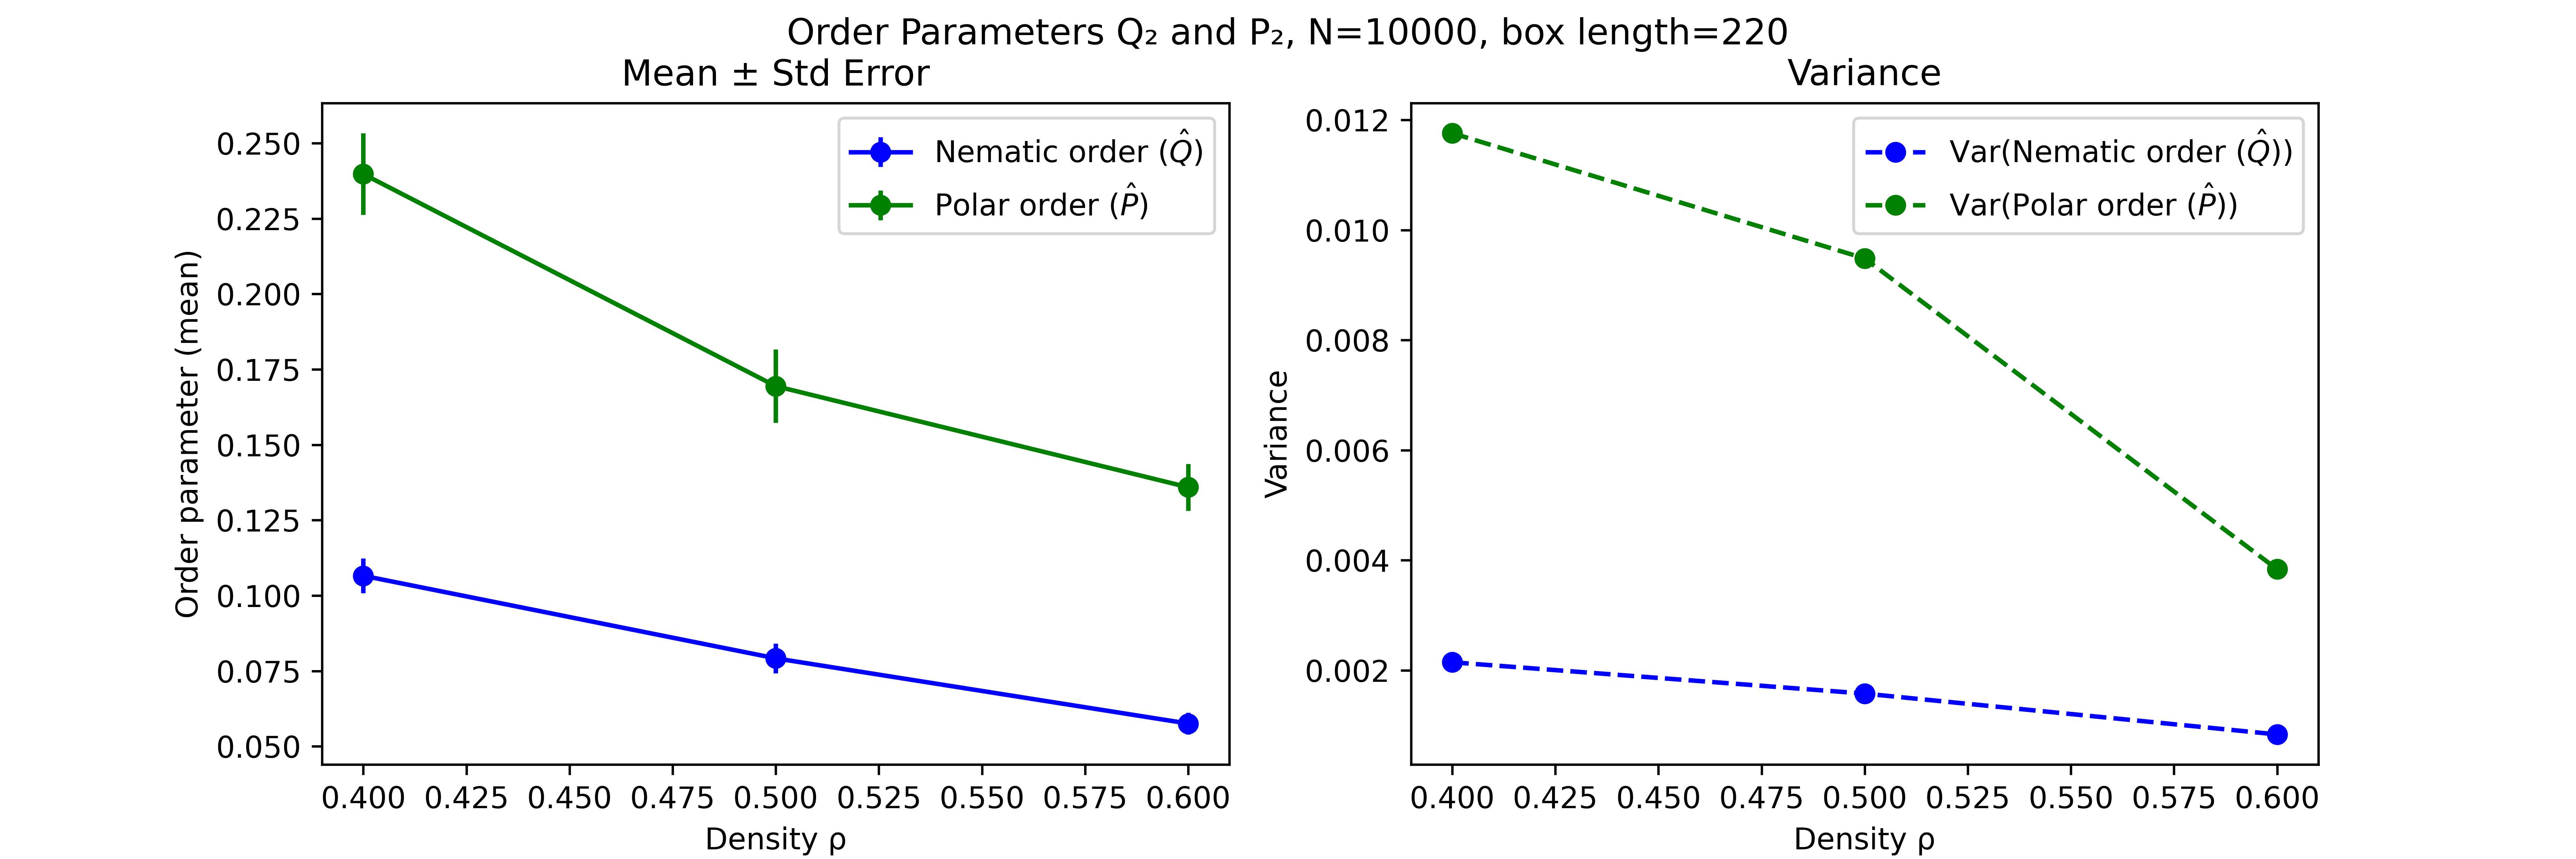 Order Parameters Q₂ and P₂, N=10000, box length=220
Mean ± Std Error
0.250
0.225
0.200
0.175
0.150
0.125
0.100
0.075
0.050
Order parameter (mean)
Nematic order (Q̂)
Polar order (P̂)
0.400 0.425 0.450 0.475 0.500 0.525 0.550 0.575 0.600
Density ρ
Variance
0.012
0.010
0.008
0.006
0.004
0.002
Variance
Var(Nematic order (Q̂))
Var(Polar order (P̂))
0.400 0.425 0.450 0.475 0.500 0.525 0.550 0.575 0.600
Density ρ